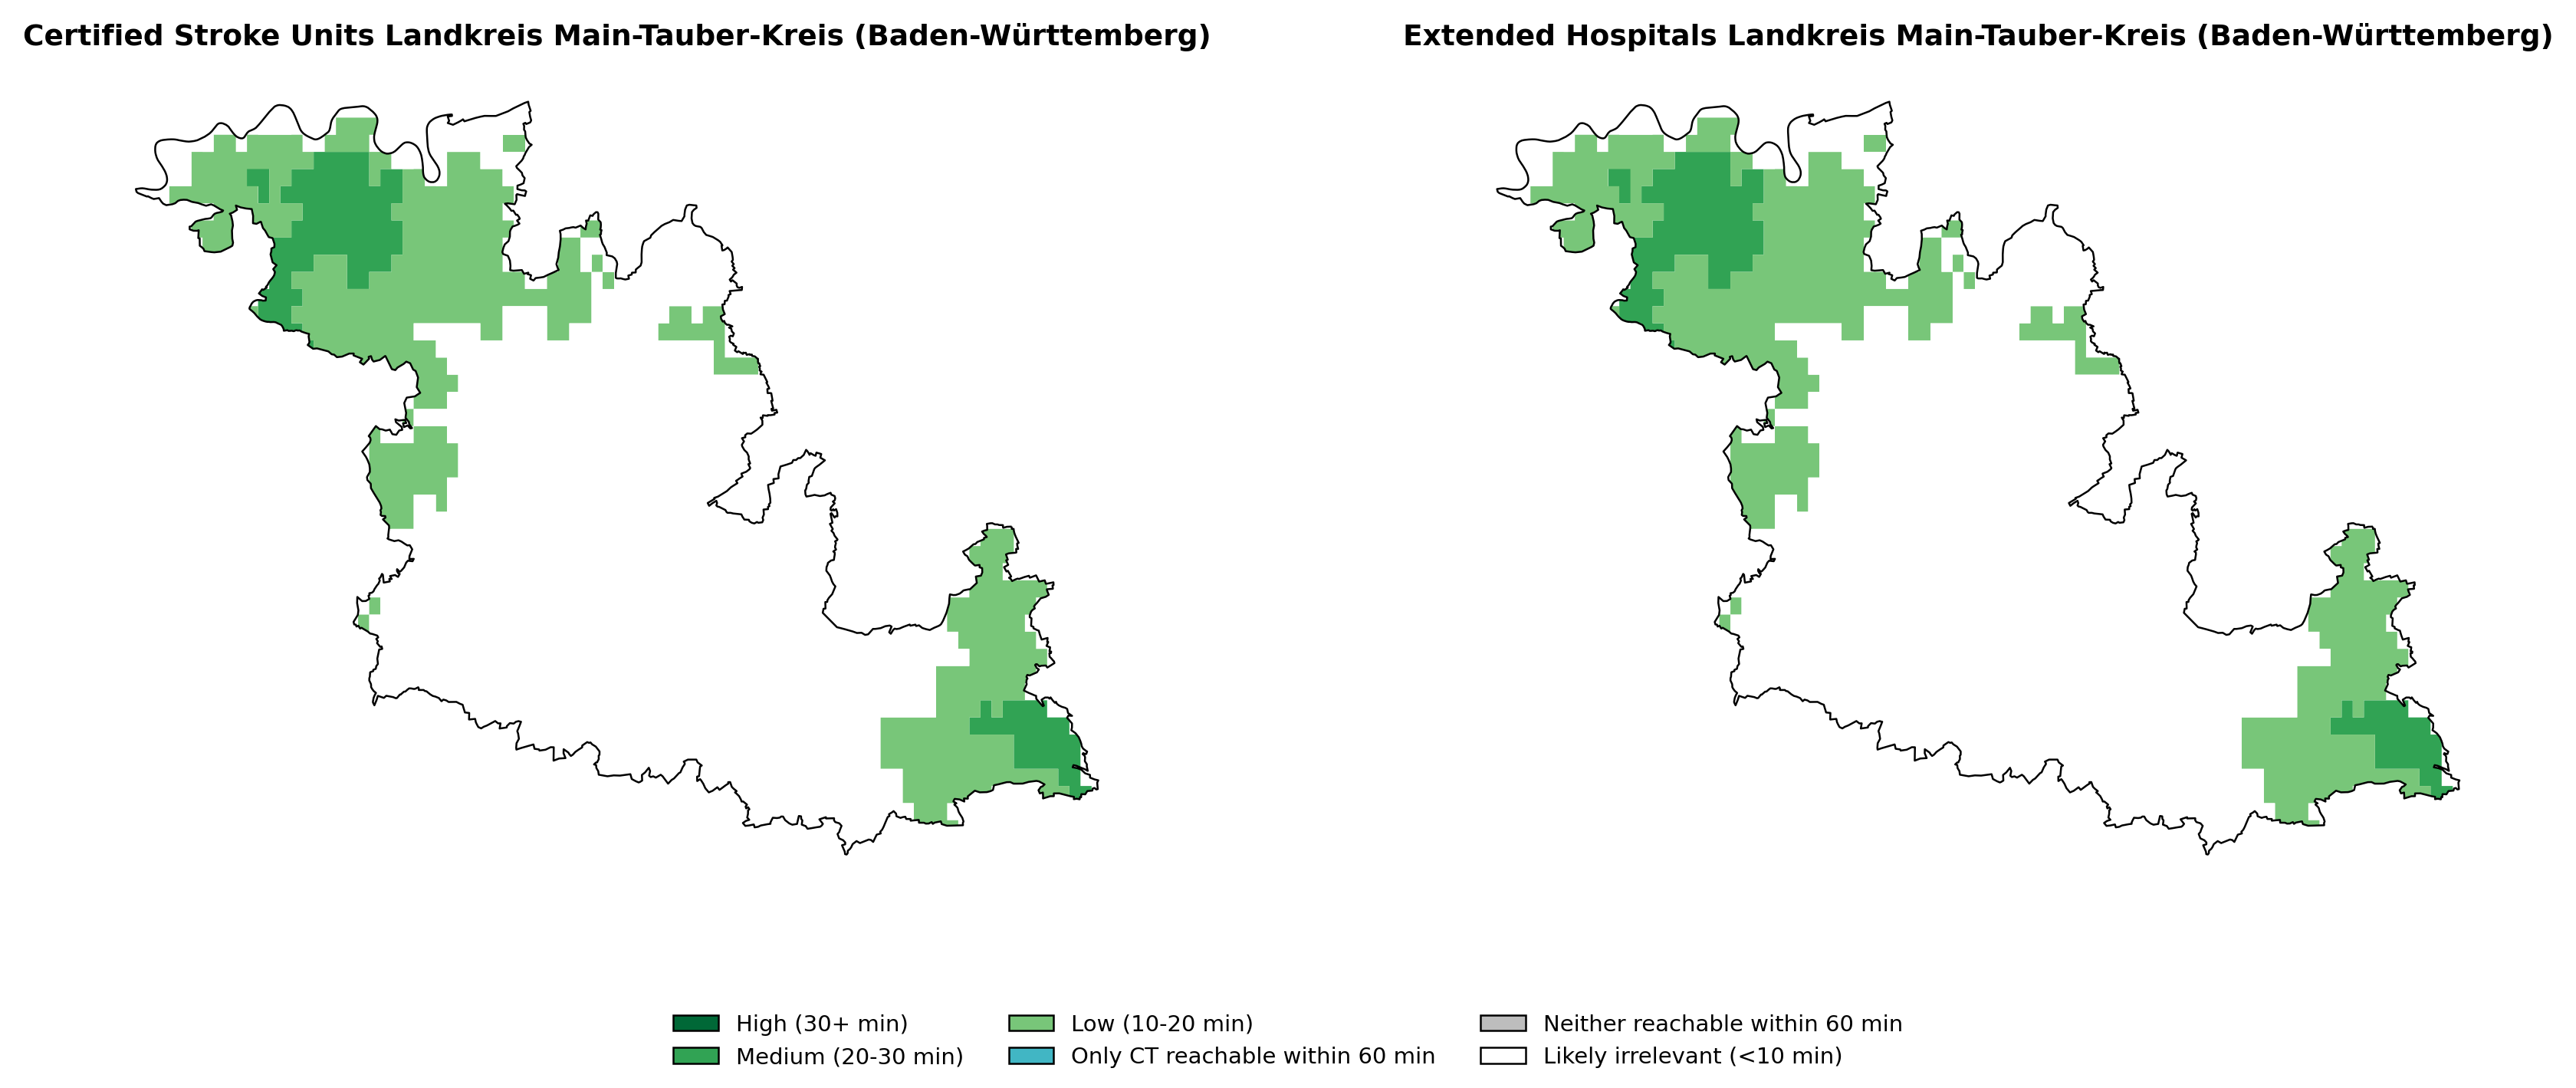 Certified Stroke Units Landkreis Main-Tauber-Kreis (Baden-Württemberg)
Extended Hospitals Landkreis Main-Tauber-Kreis (Baden-Württemberg)
High (30+ min)
Medium (20-30 min)
Low (10-20 min)
Only CT reachable within 60 min
Neither reachable within 60 min
Likely irrelevant (<10 min)